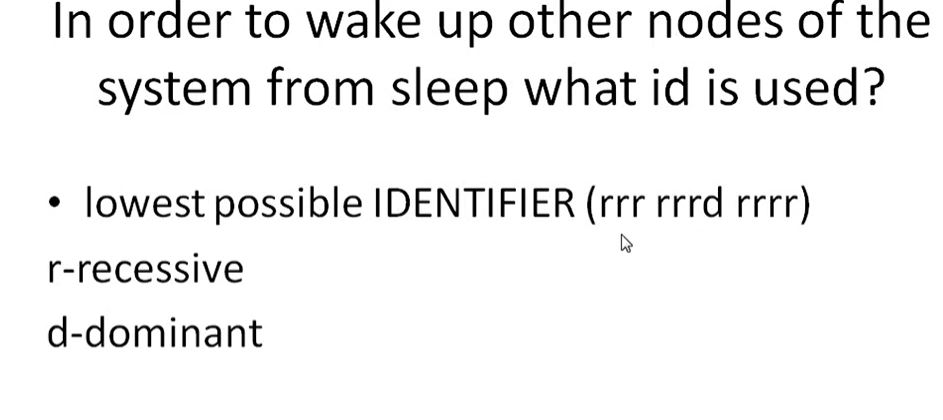 In order to wake up other nodes of the
system from sleep what id is used?
• lowest possible IDENTIFIER (rrr rrrd rrrr)
r-recessive
d-dominant